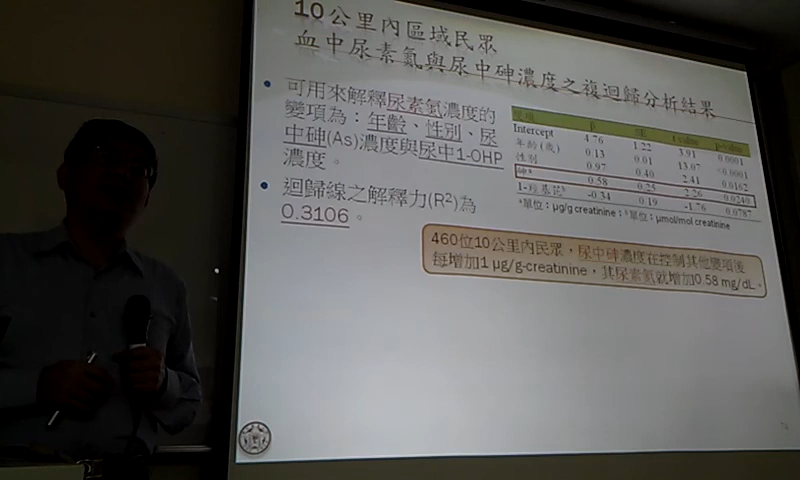 10公里內區域民眾
血中尿素氮與尿中砷濃度之複迴歸分析結果
• 可用來解釋尿素氮濃度的
變項為：年齡、性別、尿
中砷(As)濃度與尿中1-OHP
濃度。
• 迴歸線之解釋力(R²)為
0.3106。
變項 β SE t value p-value
Intercept 4.76 1.22 3.91 0.0001
年齡(歲) 0.13 0.01 13.07 <0.0001
性別 0.97 0.40 2.41 0.0162
砷ᵃ 0.58 0.25 2.26 0.0240
1-羥基芘ᵇ -0.34 0.19 -1.76 0.0787
ᵃ單位：μg/g creatinine；ᵇ單位：μmol/mol creatinine
460位10公里內民眾，尿中砷濃度在控制其他變項後
每增加1 μg/g-creatinine，其尿素氮就增加0.58 mg/dL。